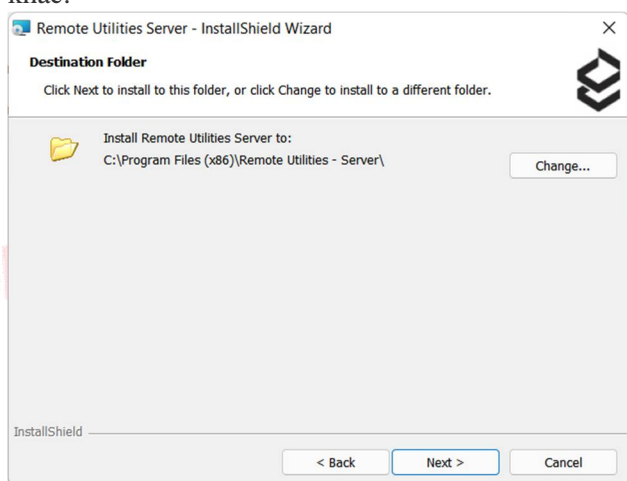 khác:
Remote Utilities Server - InstallShield Wizard
Destination Folder
Click Next to install to this folder, or click Change to install to a different folder.
Install Remote Utilities Server to:
C:\Program Files (x86)\Remote Utilities - Server\
Change...
InstallShield
< Back
Next >
Cancel